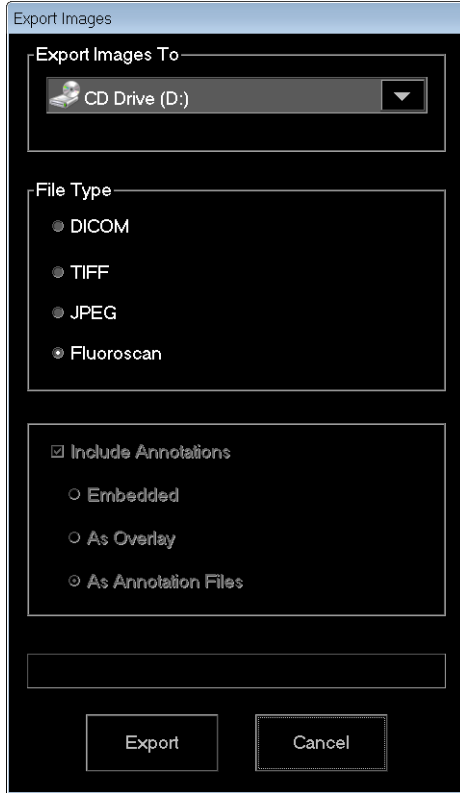 Export Images
Export Images To
CD Drive (D:)
File Type
DICOM
TIFF
JPEG
Fluoroscan
Include Annotations
Embedded
As Overlay
As Annotation Files
Export
Cancel